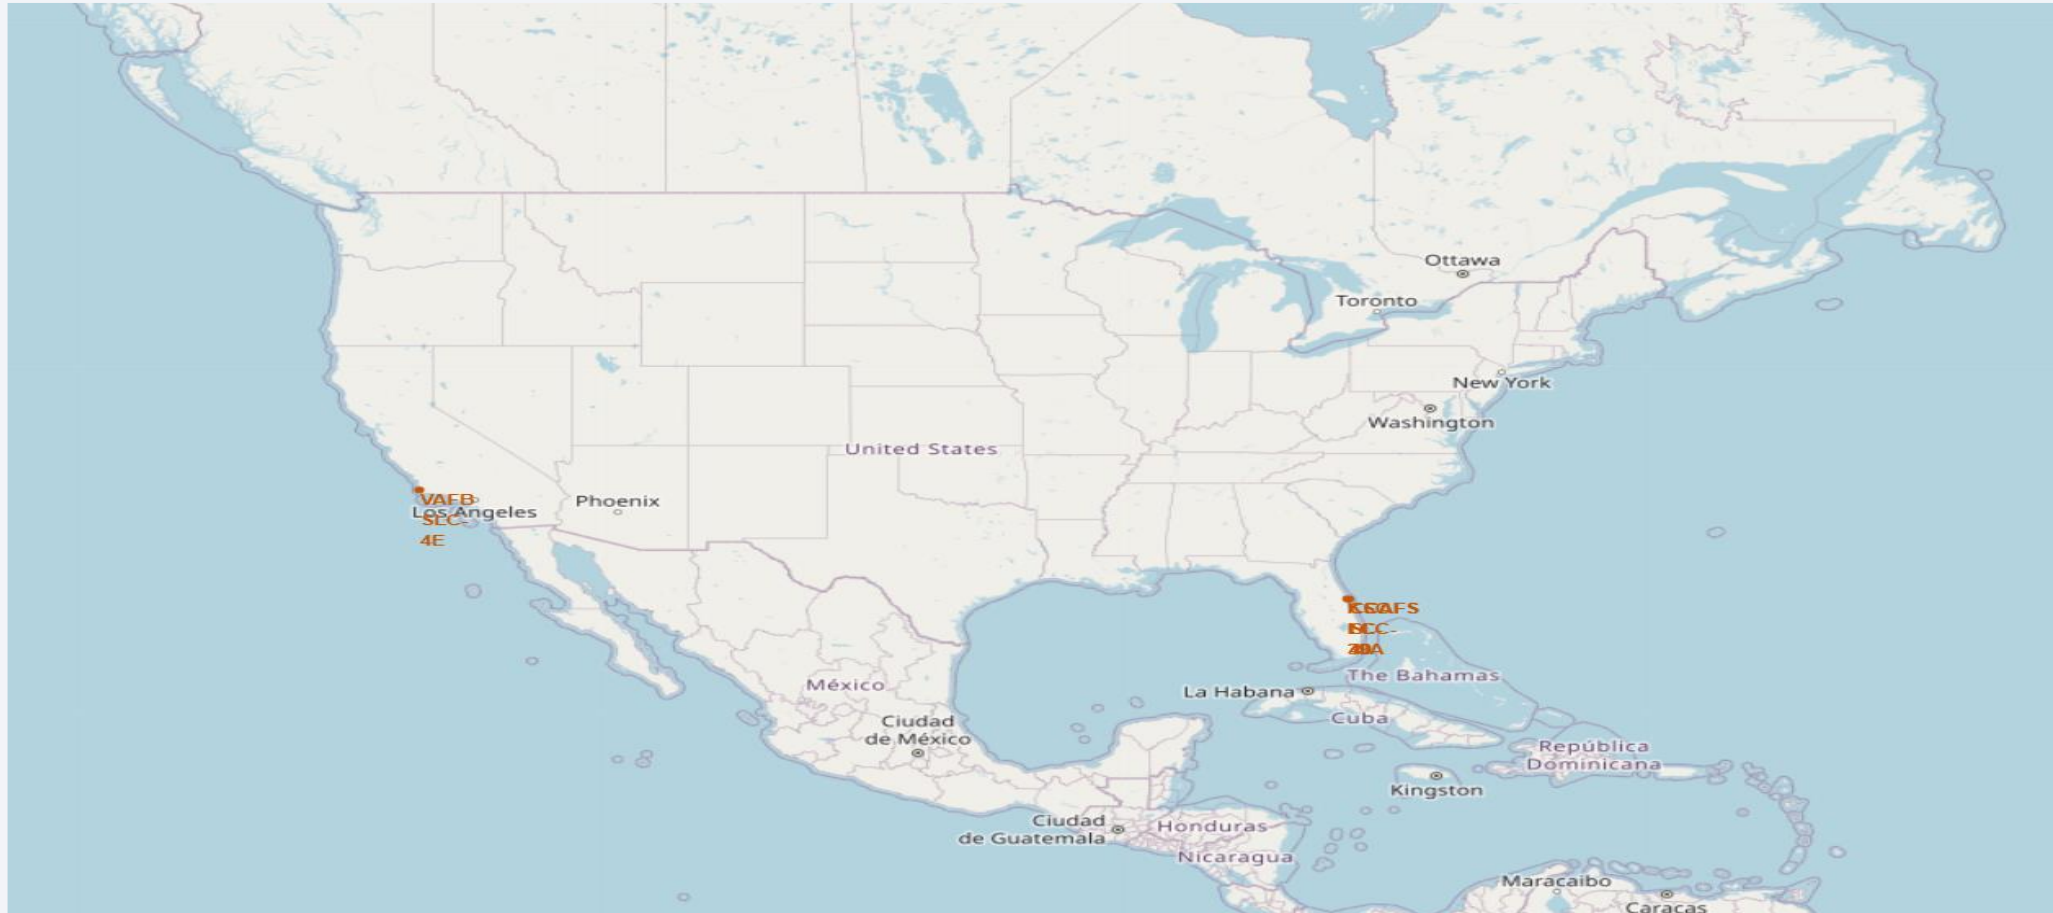 Ottawa
Toronto
New York
Washington
United States
VAFB
Los Angeles
SLC-
4E
Phoenix
The Bahamas
La Habana
México
Cuba
Ciudad
de México
República
Dominicana
Kingston
Ciudad
de Guatemala
Honduras
Nicaragua
Maracaibo
Caracas